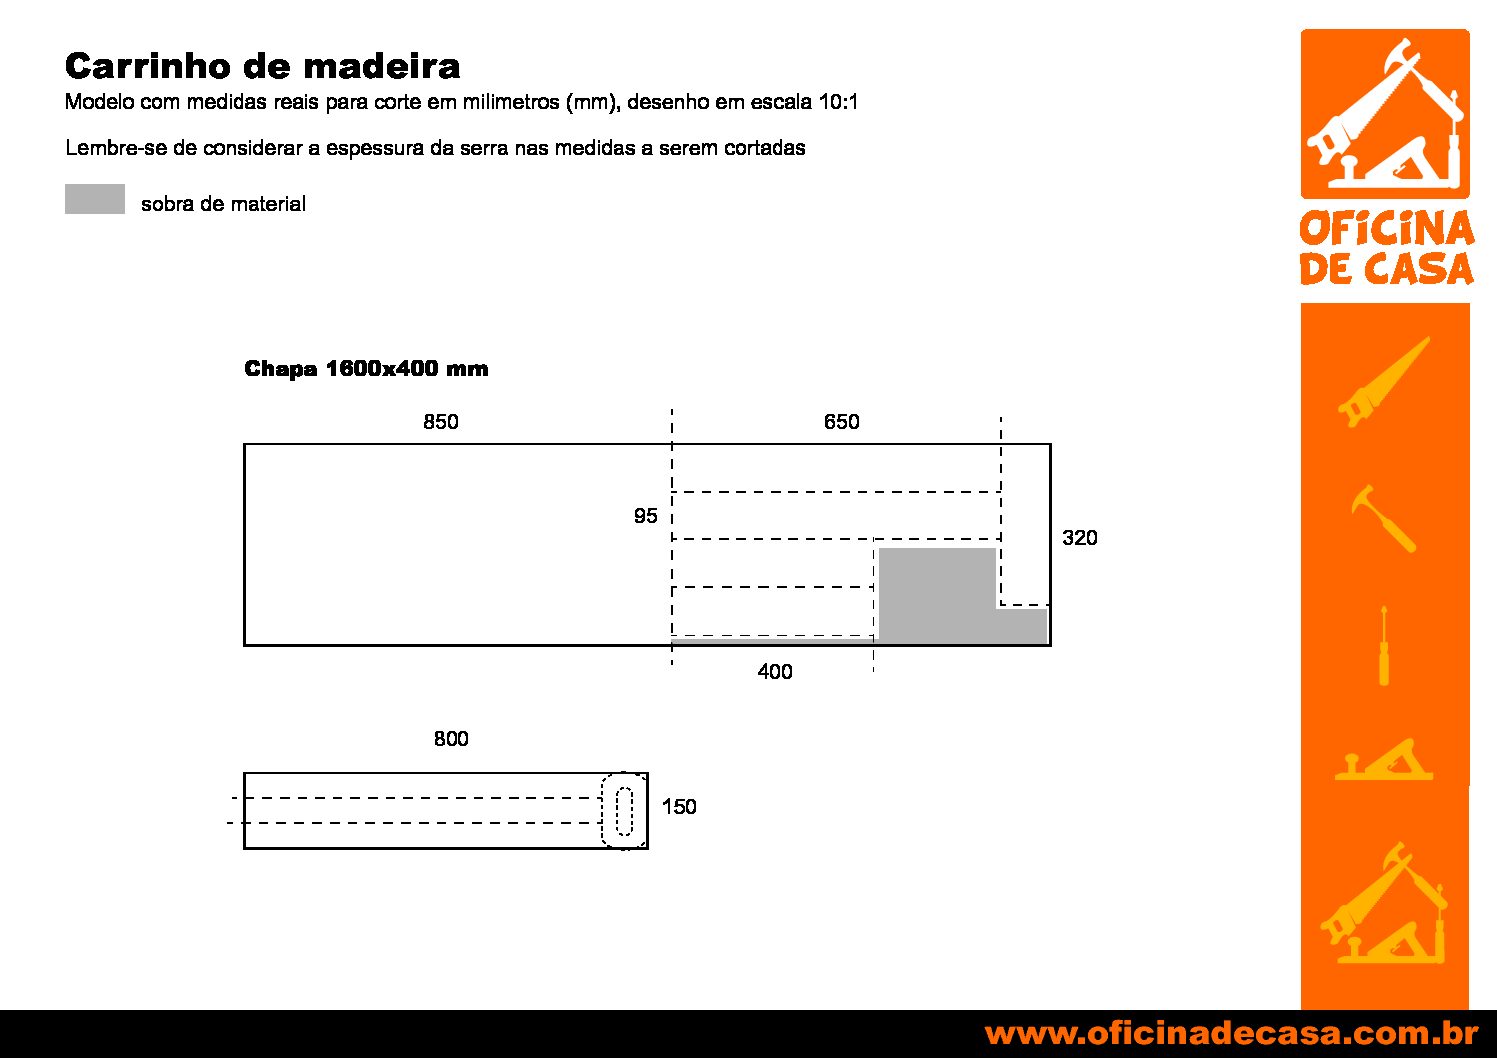 Carrinho de madeira
Modelo com medidas reais para corte em milimetros (mm), desenho em escala 10:1
Lembre-se de considerar a espessura da serra nas medidas a serem cortadas
sobra de material
OFiCiNA
DE CASA
Chapa 1600x400 mm
850
650
95
320
400
800
150
www.oficinadecasa.com.br